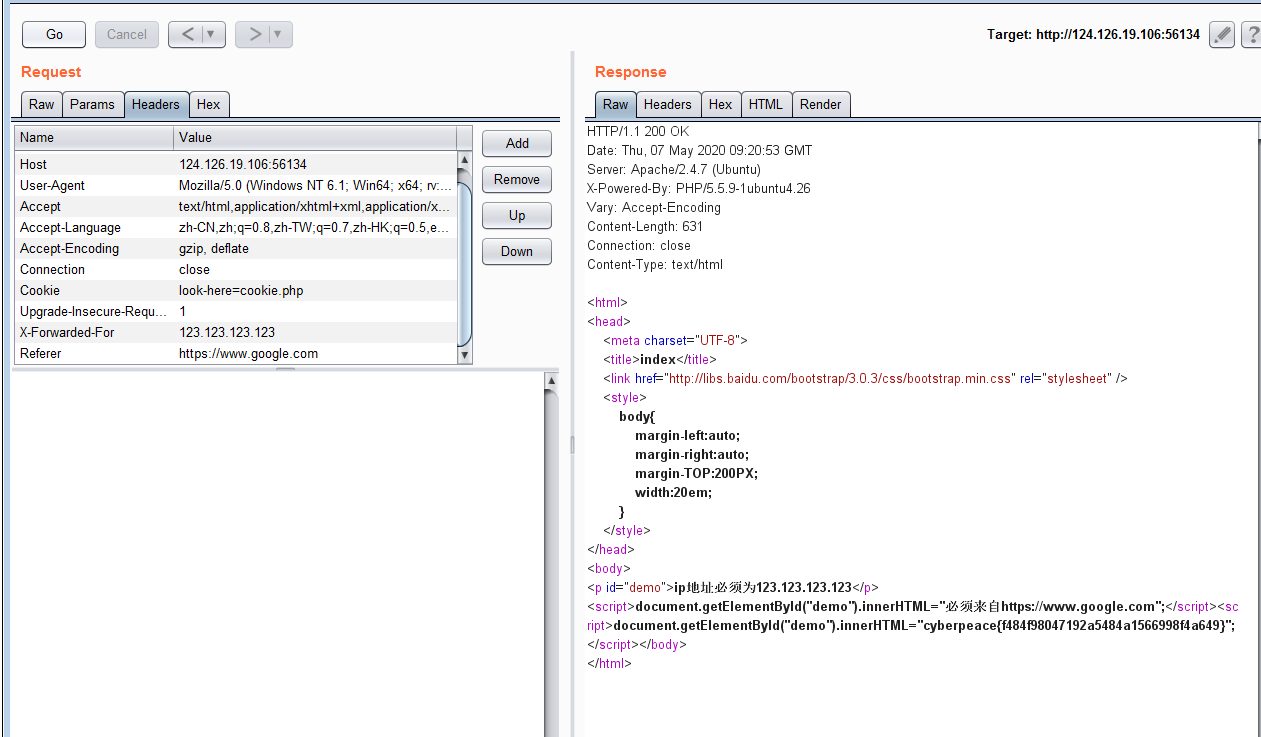 Go
Cancel
<
>
Target: http://124.126.19.106:56134
?
Request
Raw
Params
Headers
Hex
Name Value
Host 124.126.19.106:56134
User-Agent Mozilla/5.0 (Windows NT 6.1; Win64; x64; rv:...
Accept text/html,application/xhtml+xml,application/x...
Accept-Language zh-CN,zh;q=0.8,zh-TW;q=0.7,zh-HK;q=0.5,e...
Accept-Encoding gzip, deflate
Connection close
Cookie look-here=cookie.php
Upgrade-Insecure-Requ... 1
X-Forwarded-For 123.123.123.123
Referer https://www.google.com
Add
Remove
Up
Down
Response
Raw
Headers
Hex
HTML
Render
HTTP/1.1 200 OK
Date: Thu, 07 May 2020 09:20:53 GMT
Server: Apache/2.4.7 (Ubuntu)
X-Powered-By: PHP/5.5.9-1ubuntu4.26
Vary: Accept-Encoding
Content-Length: 631
Connection: close
Content-Type: text/html
<html>
<head>
<meta charset="UTF-8">
<title>index</title>
<link href="http://libs.baidu.com/bootstrap/3.0.3/css/bootstrap.min.css" rel="stylesheet" />
<style>
body{
margin-left:auto;
margin-right:auto;
margin-TOP:200PX;
width:20em;
}
</style>
</head>
<body>
<p id="demo">ip地址必须为123.123.123.123</p>
<script>document.getElementById("demo").innerHTML="必须来自https://www.google.com";</script><sc
ript>document.getElementById("demo").innerHTML="cyberpeace{f484f98047192a5484a1566998f4a649}";
</script></body>
</html>